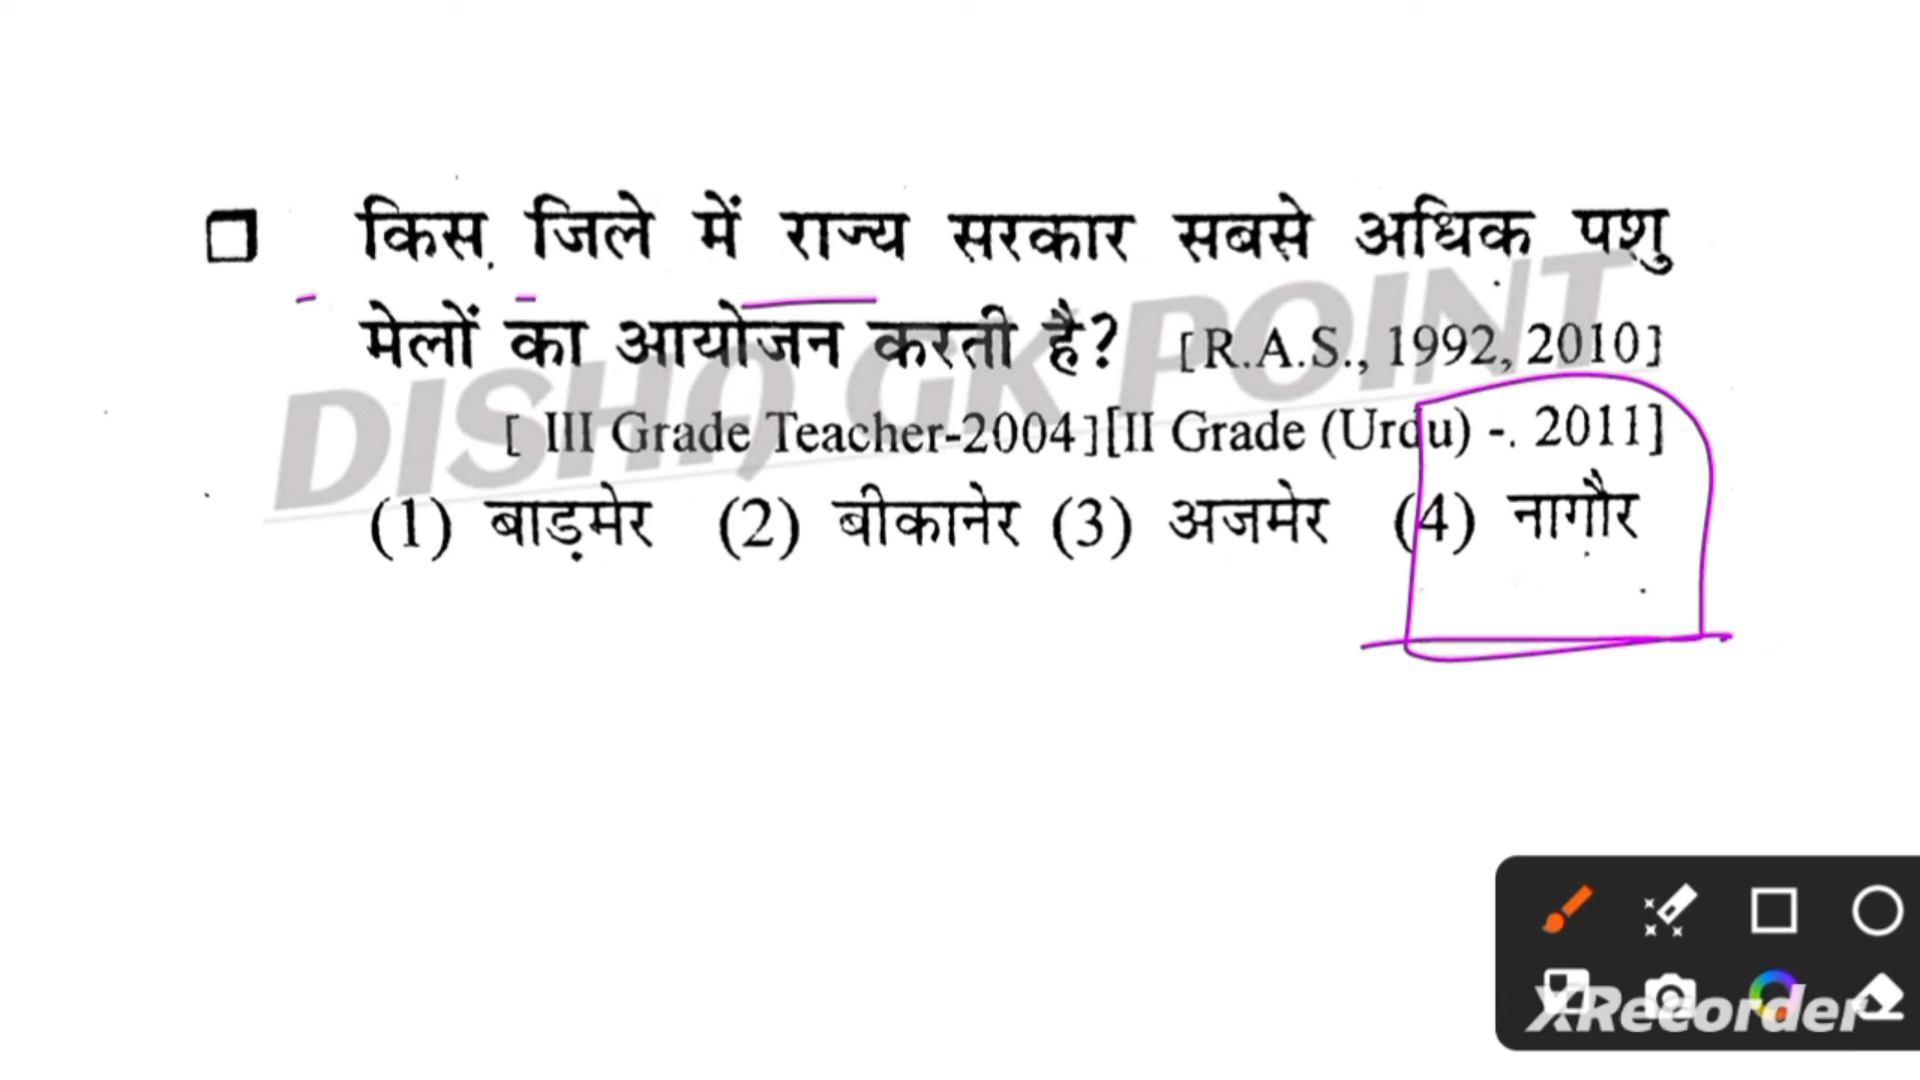 किस जिले में राज्य सरकार सबसे अधिक पशु
मेलों का आयोजन करती है? [R.A.S., 1992, 2010]
[ III Grade Teacher-2004][II Grade (Urdu) -. 2011]
(1) बाड़मेर (2) बीकानेर (3) अजमेर (4) नागौर
DISHQ GK POINT
XRecorder